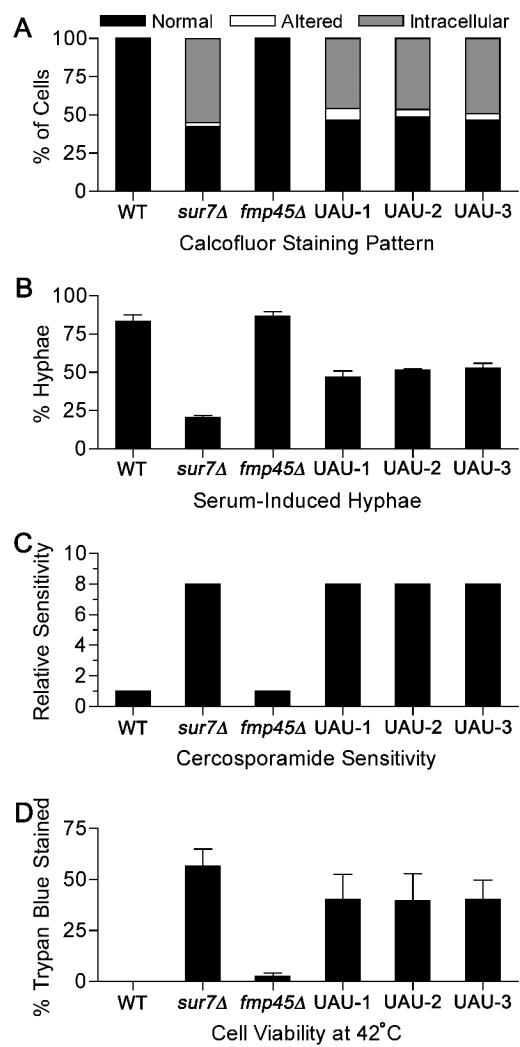 Normal Altered Intracellular
A
100
75
50
25
0
% of Cells
WT sur7Δ fmp45Δ UAU-1 UAU-2 UAU-3
Calcofluor Staining Pattern
B
100
75
50
25
0
% Hyphae
WT sur7Δ fmp45Δ UAU-1 UAU-2 UAU-3
Serum-Induced Hyphae
C
10
8
6
4
2
0
Relative Sensitivity
WT sur7Δ fmp45Δ UAU-1 UAU-2 UAU-3
Cercosporamide Sensitivity
D
75
50
25
0
% Trypan Blue Stained
WT sur7Δ fmp45Δ UAU-1 UAU-2 UAU-3
Cell Viability at 42°C